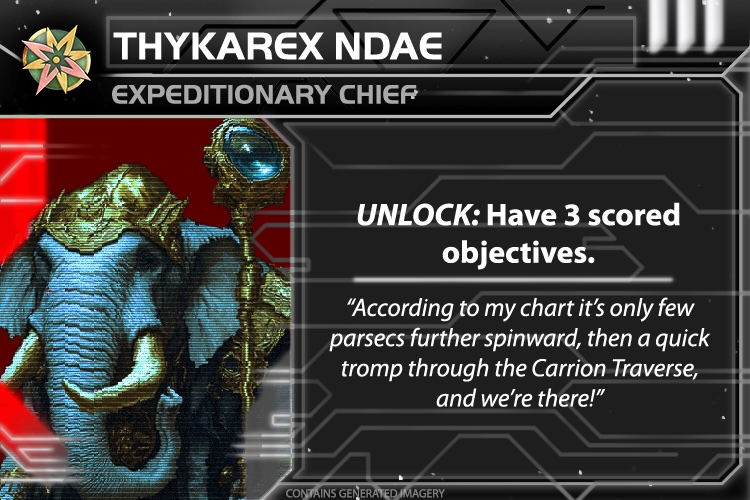 THYKAREX NDAE
EXPEDITIONARY CHIEF
UNLOCK: Have 3 scored
objectives.
“According to my chart it’s only few
parsecs further spinward, then a quick
tromp through the Carrion Traverse,
and we’re there!”
CONTAINS GENERATED IMAGERY